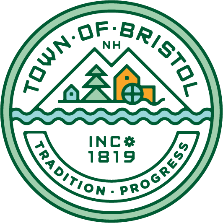 TOWN·OF·BRISTOL
NH
INC
1819
TRADITION · PROGRESS